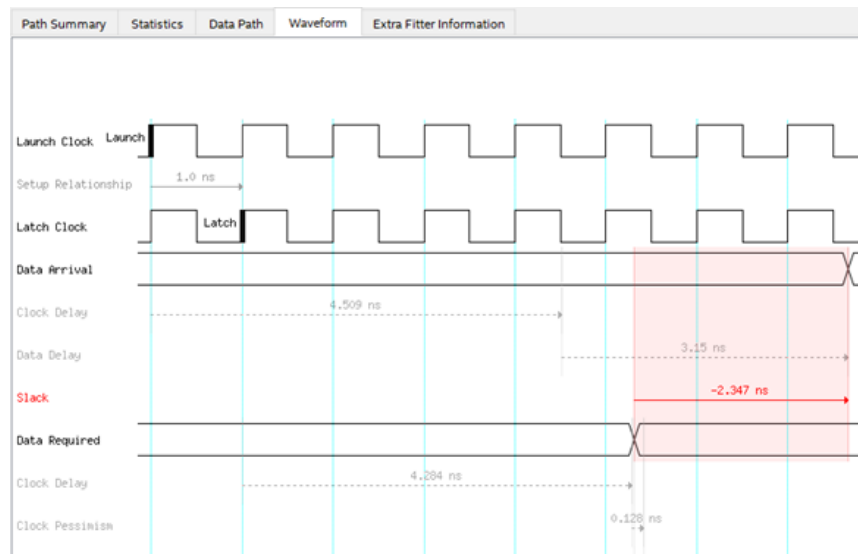 Path Summary Statistics Data Path Waveform Extra Fitter Information
Launch Clock Launch
Setup Relationship 1.0 ns
Latch Clock Latch
Data Arrival
Clock Delay 4.509 ns
Data Delay 3.15 ns
Slack -2.347 ns
Data Required
Clock Delay 4.284 ns
Clock Pessimism 0.128 ns